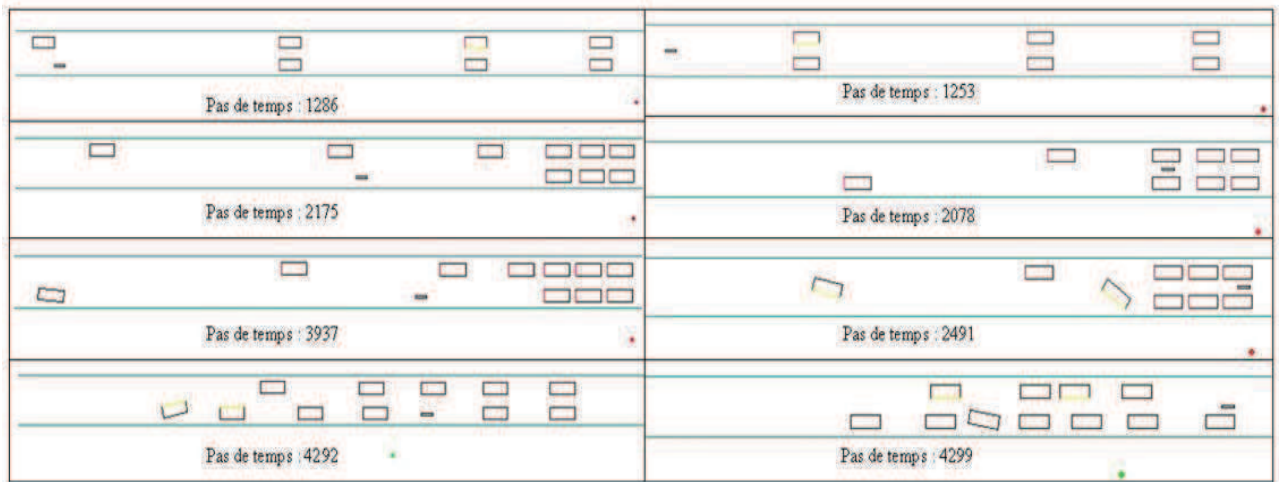 Pas de temps : 1286
Pas de temps : 1253
Pas de temps : 2175
Pas de temps : 2078
Pas de temps : 3937
Pas de temps : 2491
Pas de temps : 4292
Pas de temps : 4299